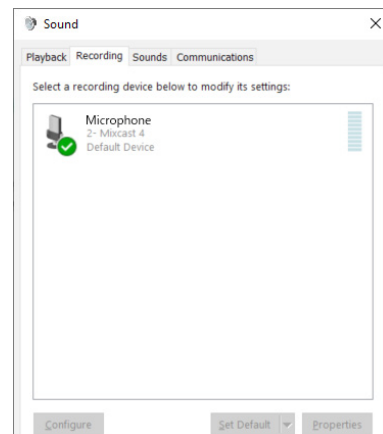 Sound
Playback Recording Sounds Communications
Select a recording device below to modify its settings:
Microphone
2- Mixcast 4
Default Device
Configure Set Default Properties